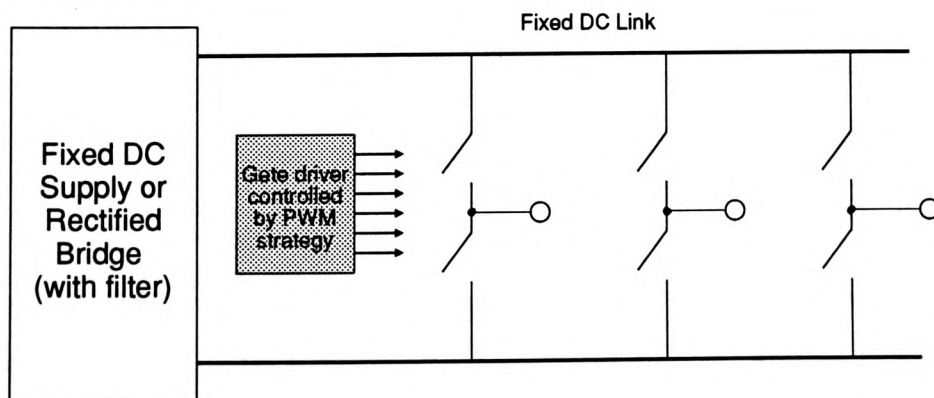 Fixed DC Link
Fixed DC
Supply or
Rectified
Bridge
(with filter)
Gate driver
controlled
by PWM
strategy